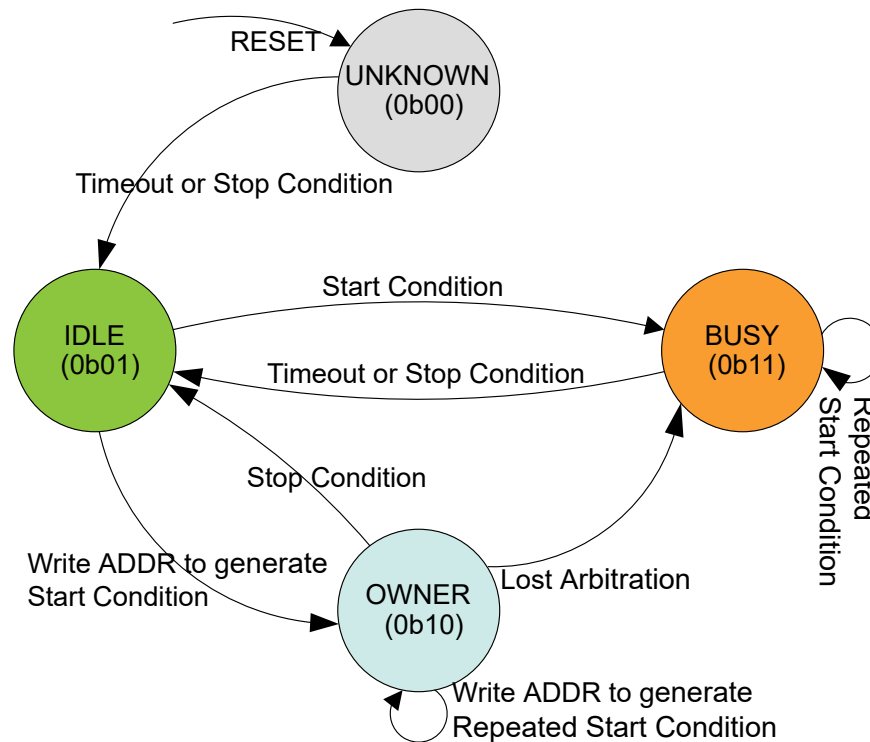 RESET
UNKNOWN
(0b00)
Timeout or Stop Condition
Start Condition
IDLE
(0b01)
BUSY
(0b11)
Timeout or Stop Condition
Repeated
Start Condition
Stop Condition
Write ADDR to generate
Start Condition
Lost Arbitration
OWNER
(0b10)
Write ADDR to generate
Repeated Start Condition